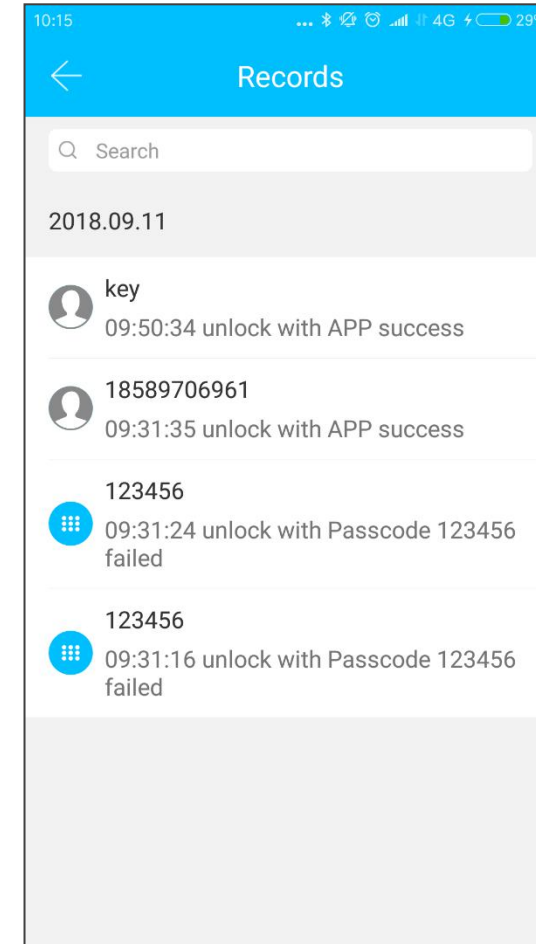 10:15 ... 4G 29%
Records
Search
2018.09.11
key
09:50:34 unlock with APP success
18589706961
09:31:35 unlock with APP success
123456
09:31:24 unlock with Passcode 123456
failed
123456
09:31:16 unlock with Passcode 123456
failed